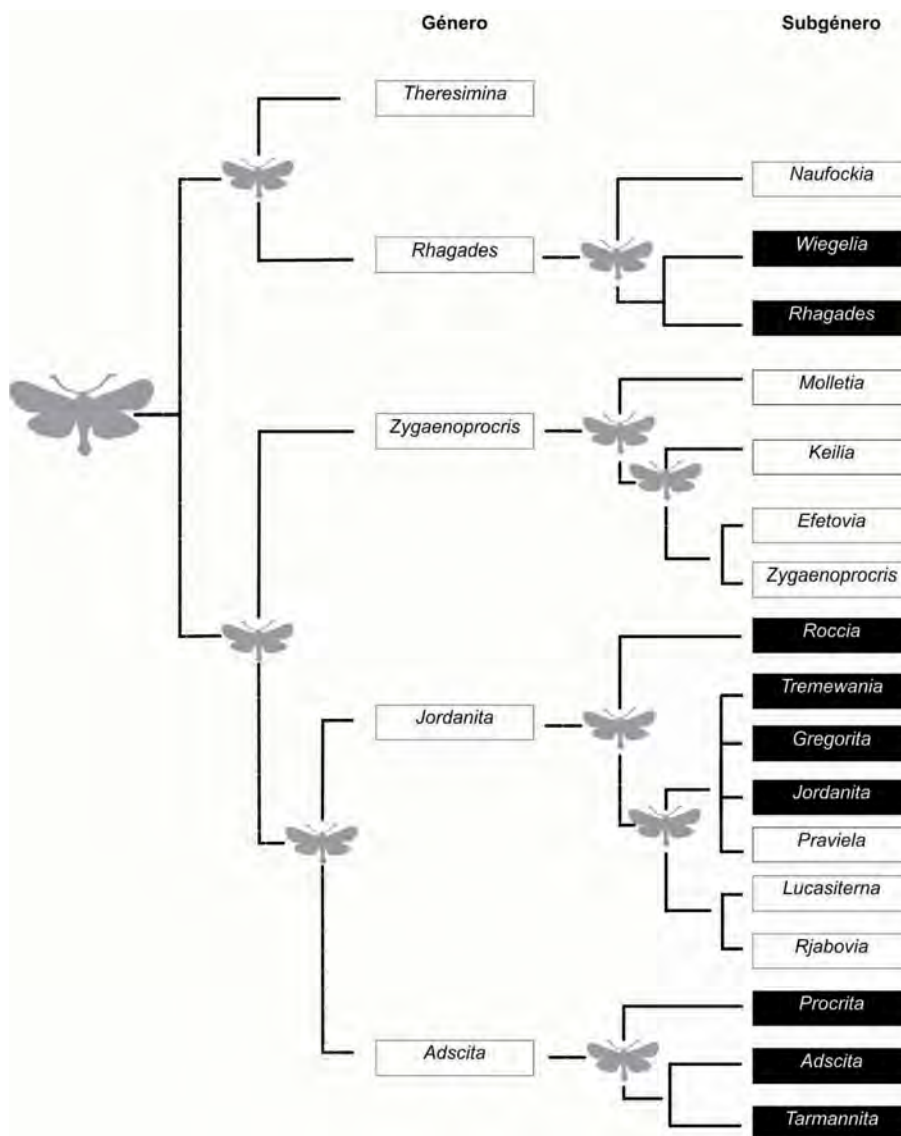 Género
Subgénero
Theresimina
Naufockia
Wiegelia
Rhagades
Rhagades
Molletia
Zygaenoprocris
Keilia
Efetovia
Zygaenoprocris
Roccia
Tremewania
Jordanita
Gregorita
Jordanita
Praviela
Lucasiterna
Rjabovia
Procrita
Adscita
Adscita
Tarmannita